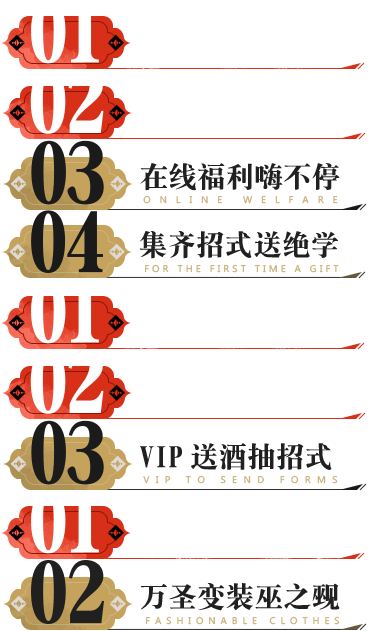 01
02
03
在线福利嗨不停
ONLINE WELFARE
04
集齐招式送绝学
FOR THE FIRST TIME A GIFT
01
02
03
VIP 送酒抽招式
VIP TO SEND FORMS
01
02
万圣变装巫之觋
FASHIONABLE CLOTHES